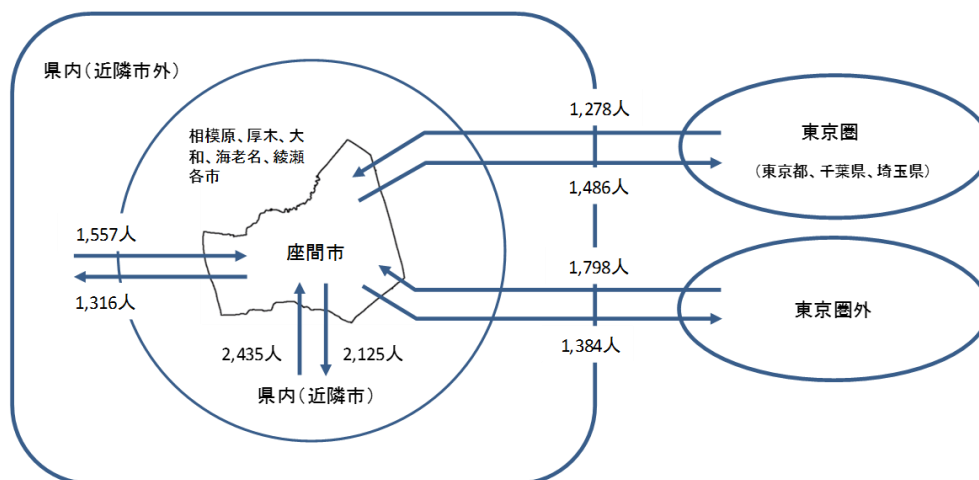 県内（近隣市外）
相模原、厚木、大
和、海老名、綾瀬
各市
1,278人
東京圏
（東京都、千葉県、埼玉県）
1,486人
1,557人
座間市
1,316人
1,798人
東京圏外
1,384人
2,435人
2,125人
県内（近隣市）